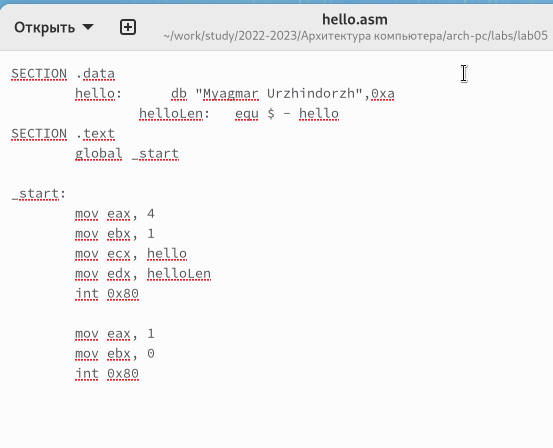 Открыть
hello.asm
~/work/study/2022-2023/Архитектура компьютера/arch-pc/labs/lab05
SECTION .data
hello: db "Myagmar Urzhindorzh",0xa
helloLen: equ $ - hello
SECTION .text
global _start
_start:
mov eax, 4
mov ebx, 1
mov ecx, hello
mov edx, helloLen
int 0x80
mov eax, 1
mov ebx, 0
int 0x80